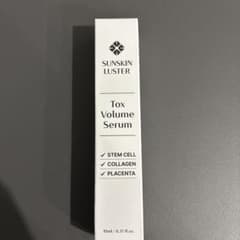 SUNSKIN
LUSTER
Tox
Volume
Serum
✓ STEM CELL
✓ COLLAGEN
✓ PLACENTA